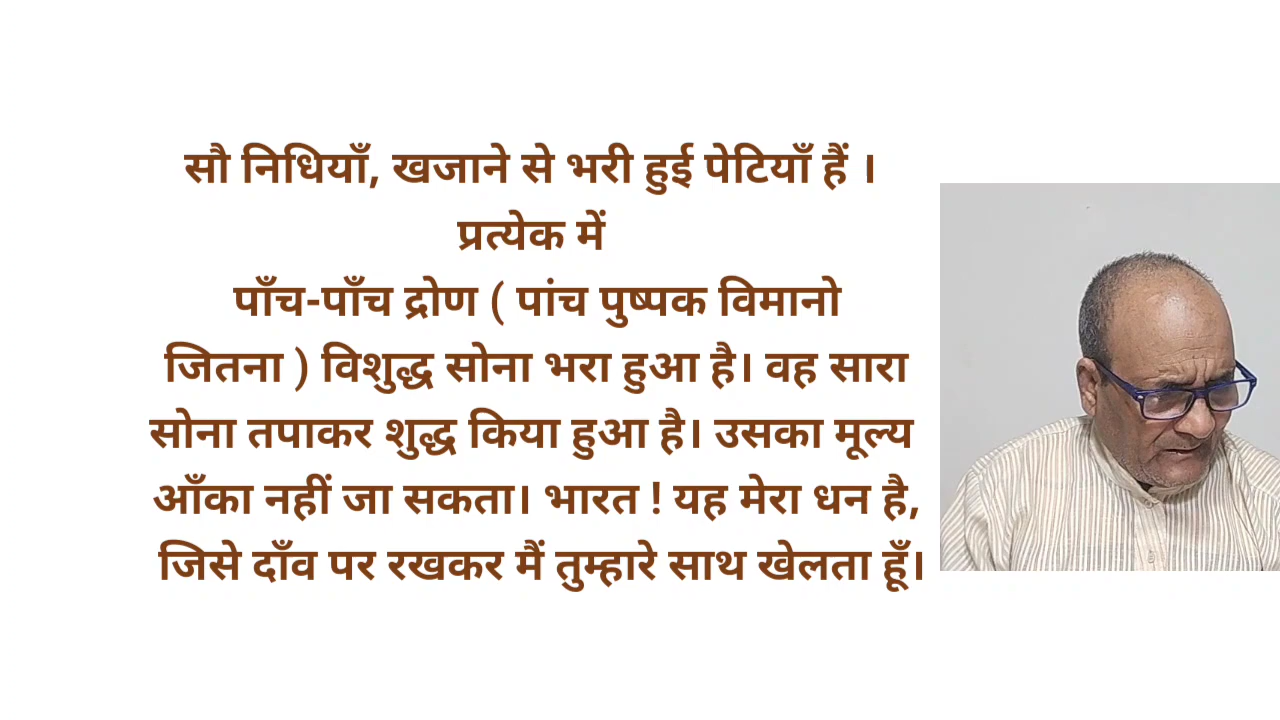 सौ निधियाँ, खजाने से भरी हुई पेटियाँ हैं ।
प्रत्येक में
पाँच-पाँच द्रोण ( पांच पुष्पक विमानो
जितना ) विशुद्ध सोना भरा हुआ है। वह सारा
सोना तपाकर शुद्ध किया हुआ है। उसका मूल्य
आँका नहीं जा सकता। भारत ! यह मेरा धन है,
जिसे दाँव पर रखकर मैं तुम्हारे साथ खेलता हूँ।